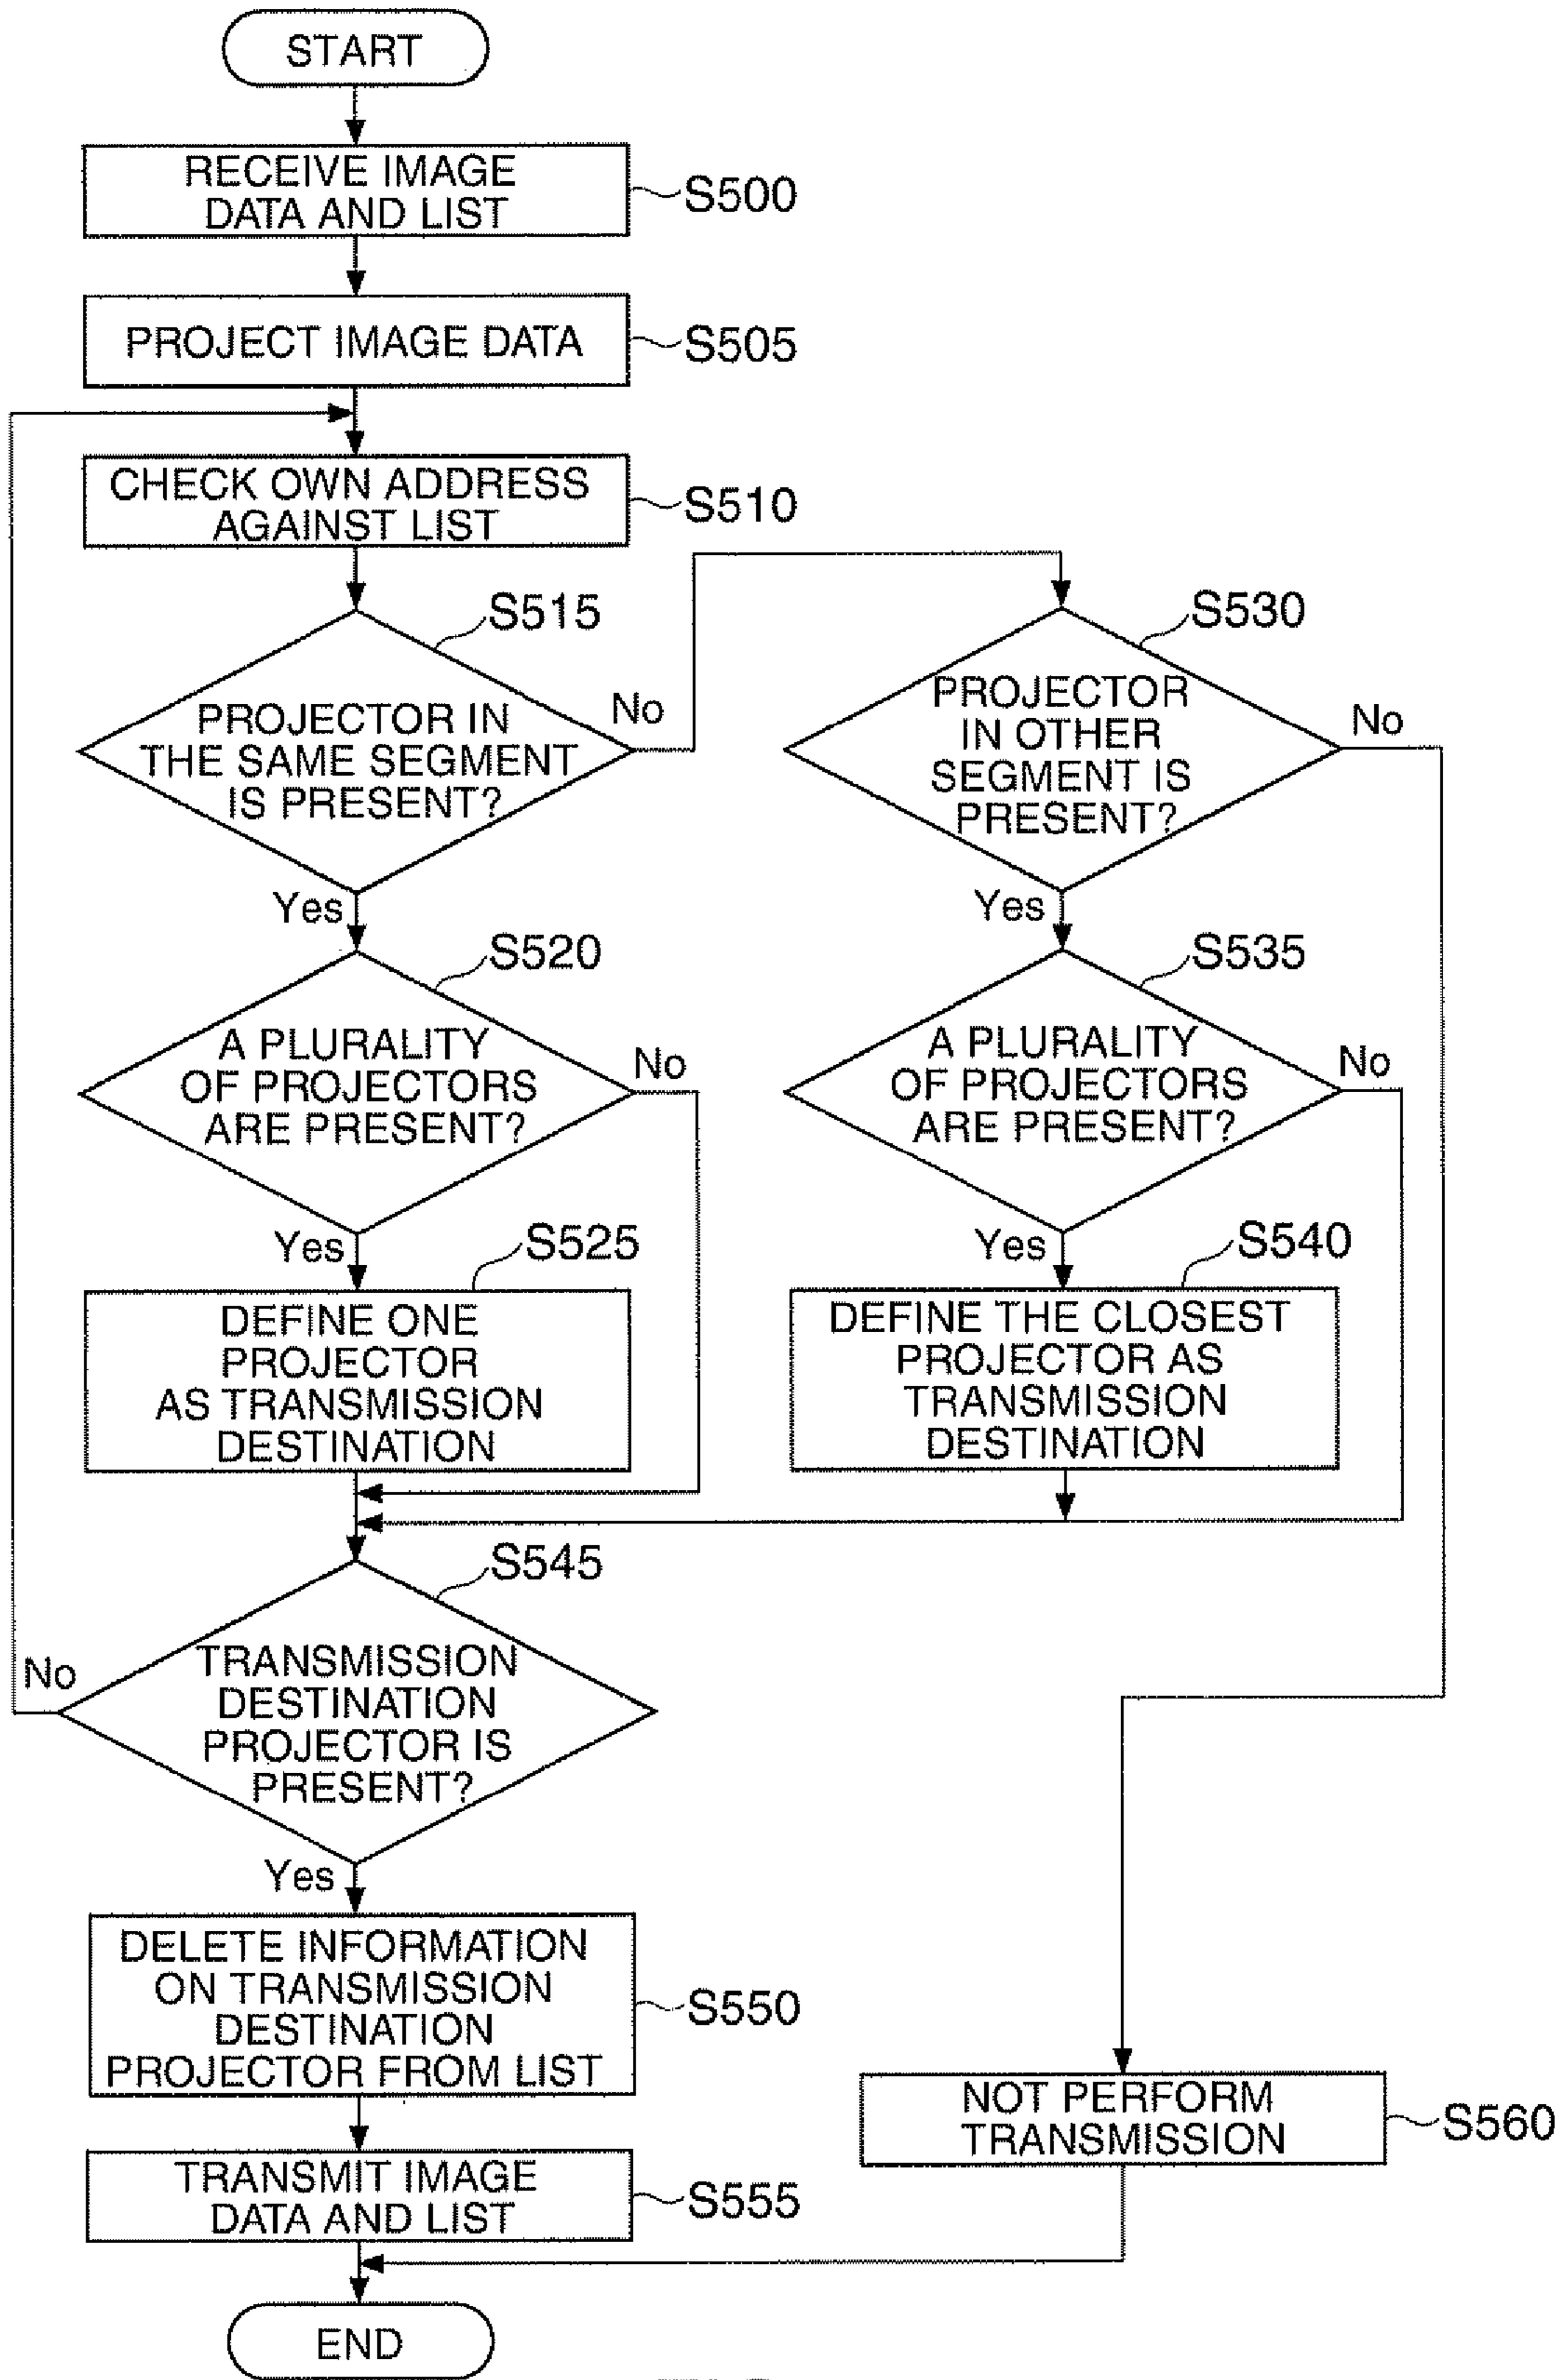 START
RECEIVE IMAGE
DATA AND LIST
S500
PROJECT IMAGE DATA
S505
CHECK OWN ADDRESS
AGAINST LIST
S510
S515
PROJECTOR IN
THE SAME SEGMENT
IS PRESENT?
No
Yes
S530
PROJECTOR
IN OTHER
SEGMENT IS
PRESENT?
No
Yes
S520
A PLURALITY
OF PROJECTORS
ARE PRESENT?
No
Yes
S535
A PLURALITY
OF PROJECTORS
ARE PRESENT?
No
Yes
S525
DEFINE ONE
PROJECTOR
AS TRANSMISSION
DESTINATION
S540
DEFINE THE CLOSEST
PROJECTOR AS
TRANSMISSION
DESTINATION
S545
TRANSMISSION
DESTINATION
PROJECTOR IS
PRESENT?
No
Yes
DELETE INFORMATION
ON TRANSMISSION
DESTINATION
PROJECTOR FROM LIST
S550
TRANSMIT IMAGE
DATA AND LIST
S555
NOT PERFORM
TRANSMISSION
S560
END